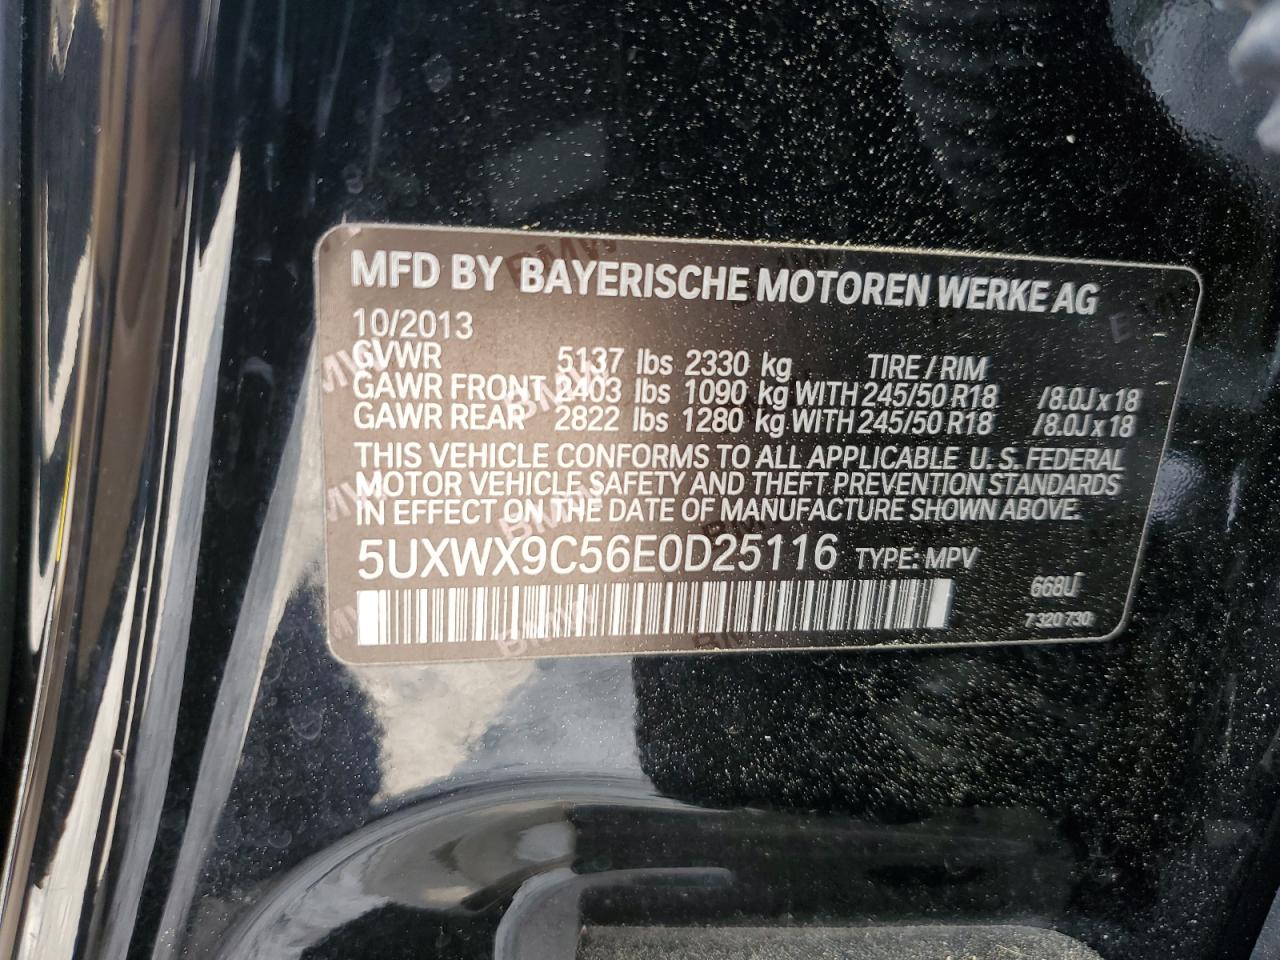 MFD BY BAYERISCHE MOTOREN WERKE AG
10/2013
GVWR 5137 lbs 2330 kg TIRE / RIM
GAWR FRONT 2403 lbs 1090 kg WITH 245/50 R18 /8.0J x 18
GAWR REAR 2822 lbs 1280 kg WITH 245/50 R18 /8.0J x 18
THIS VEHICLE CONFORMS TO ALL APPLICABLE U.S. FEDERAL
MOTOR VEHICLE SAFETY AND THEFT PREVENTION STANDARDS
IN EFFECT ON THE DATE OF MANUFACTURE SHOWN ABOVE.
5UXWX9C56E0D25116 TYPE: MPV
668U
7 320 730